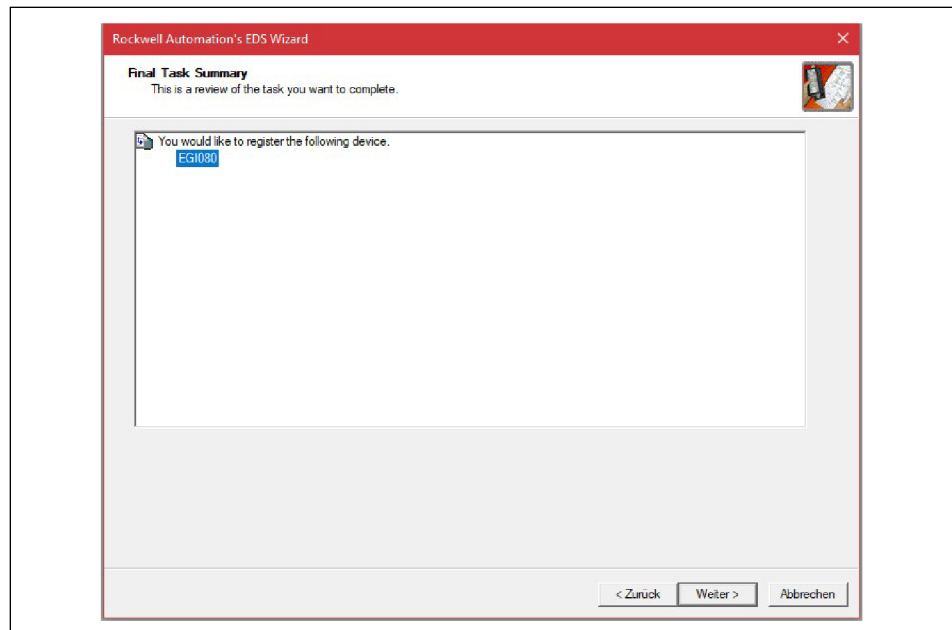 Rockwell Automation's EDS Wizard
Final Task Summary
This is a review of the task you want to complete.
You would like to register the following device.
EGI080
< Zurück
Weiter >
Abbrechen